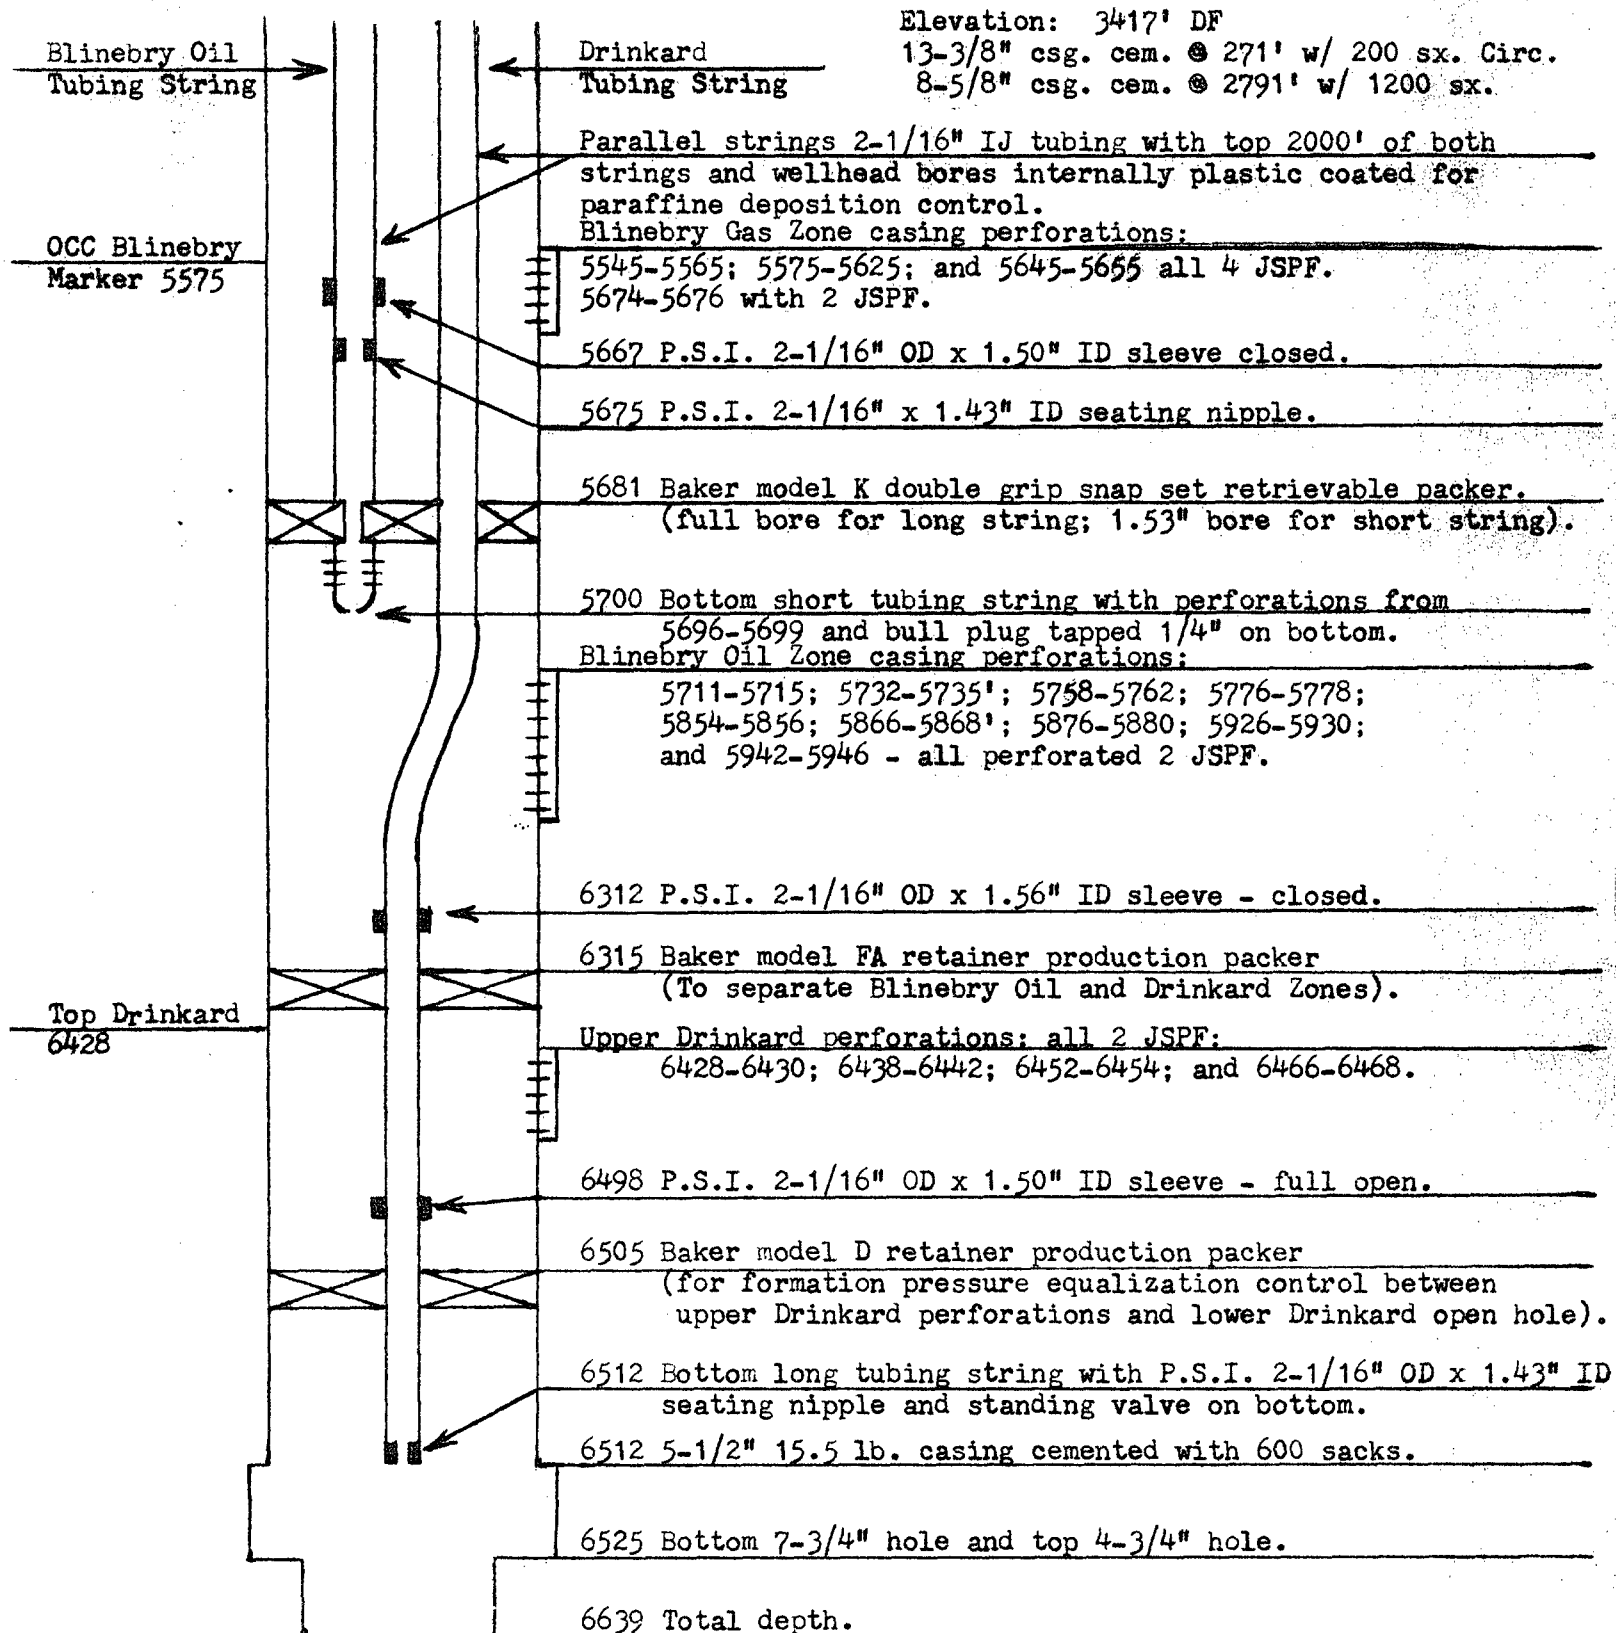 Elevation: 3417' DF
Blinebry Oil
Tubing String
Drinkard
Tubing String
13-3/8" csg. cem. @ 271' w/ 200 sx. Circ.
8-5/8" csg. cem. @ 2791' w/ 1200 sx.
Parallel strings 2-1/16" IJ tubing with top 2000' of both
strings and wellhead bores internally plastic coated for
paraffine deposition control.
OCC Blinebry
Marker 5575
Blinebry Gas Zone casing perforations:
5545-5565; 5575-5625; and 5645-5655 all 4 JSPF.
5674-5676 with 2 JSPF.
5667 P.S.I. 2-1/16" OD x 1.50" ID sleeve closed.
5675 P.S.I. 2-1/16" x 1.43" ID seating nipple.
5681 Baker model K double grip snap set retrievable packer.
(full bore for long string; 1.53" bore for short string).
5700 Bottom short tubing string with perforations from
5696-5699 and bull plug tapped 1/4" on bottom.
Blinebry Oil Zone casing perforations:
5711-5715; 5732-5735'; 5758-5762; 5776-5778;
5854-5856; 5866-5868'; 5876-5880; 5926-5930;
and 5942-5946 - all perforated 2 JSPF.
6312 P.S.I. 2-1/16" OD x 1.56" ID sleeve - closed.
6315 Baker model FA retainer production packer
(To separate Blinebry Oil and Drinkard Zones).
Top Drinkard
6428
Upper Drinkard perforations: all 2 JSPF:
6428-6430; 6438-6442; 6452-6454; and 6466-6468.
6498 P.S.I. 2-1/16" OD x 1.50" ID sleeve - full open.
6505 Baker model D retainer production packer
(for formation pressure equalization control between
upper Drinkard perforations and lower Drinkard open hole).
6512 Bottom long tubing string with P.S.I. 2-1/16" OD x 1.43" ID
seating nipple and standing valve on bottom.
6512 5-1/2" 15.5 lb. casing cemented with 600 sacks.
6525 Bottom 7-3/4" hole and top 4-3/4" hole.
6639 Total depth.